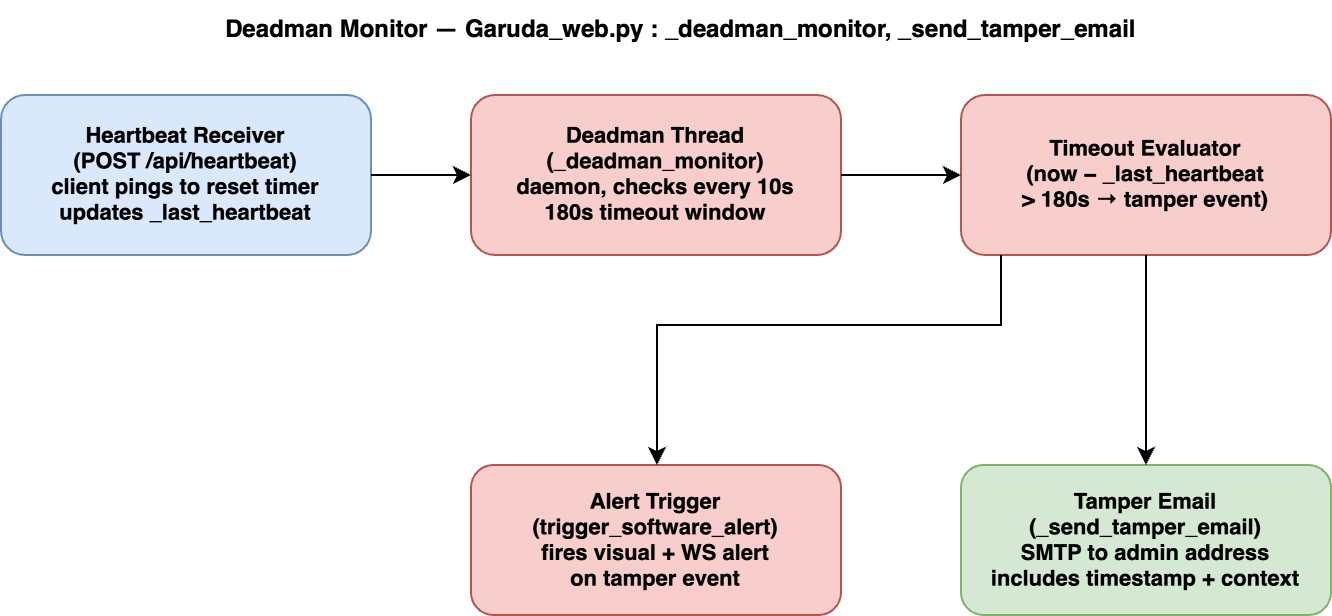 Deadman Monitor — Garuda_web.py : _deadman_monitor, _send_tamper_email
Heartbeat Receiver
(POST /api/heartbeat)
client pings to reset timer
updates _last_heartbeat
Deadman Thread
(_deadman_monitor)
daemon, checks every 10s
180s timeout window
Timeout Evaluator
(now − _last_heartbeat
> 180s → tamper event)
Alert Trigger
(trigger_software_alert)
fires visual + WS alert
on tamper event
Tamper Email
(_send_tamper_email)
SMTP to admin address
includes timestamp + context